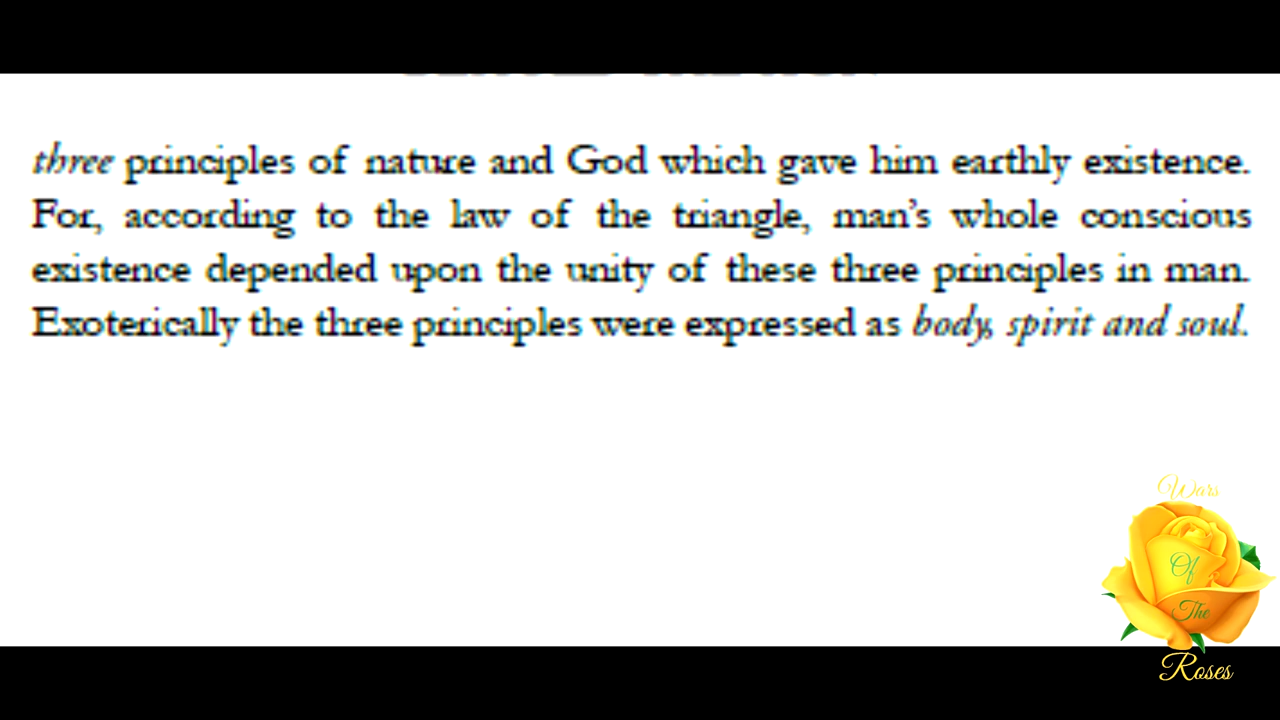 three principles of nature and God which gave him earthly existence.
For, according to the law of the triangle, man's whole conscious
existence depended upon the unity of these three principles in man.
Exoterically the three principles were expressed as body, spirit and soul.
Wars
Of
The
Roses